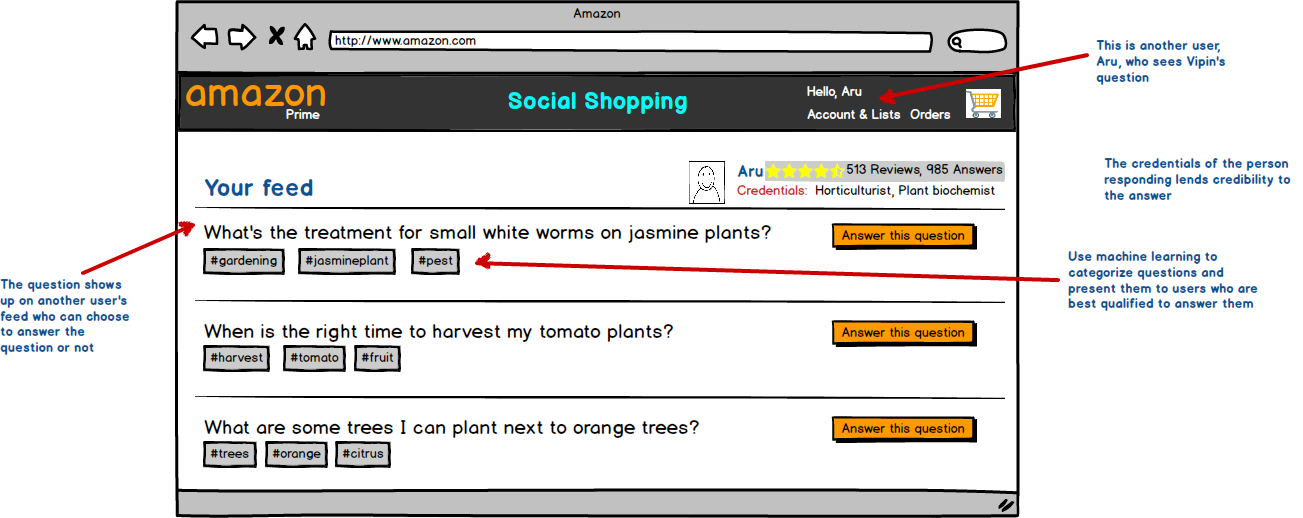 Amazon
http://www.amazon.com
This is another user,
Aru, who sees Vipin's
question
amazon
Prime
Social Shopping
Hello, Aru
Account & Lists Orders
The credentials of the person
responding lends credibility to
the answer
Your feed
Aru 513 Reviews, 985 Answers
Credentials: Horticulturist, Plant biochemist
What's the treatment for small white worms on jasmine plants?
Answer this question
#gardening #jasmineplant #pest
Use machine learning to
categorize questions and
present them to users who are
best qualified to answer them
The question shows
up on another user's
feed who can choose
to answer the
question or not
When is the right time to harvest my tomato plants?
Answer this question
#harvest #tomato #fruit
What are some trees I can plant next to orange trees?
Answer this question
#trees #orange #citrus